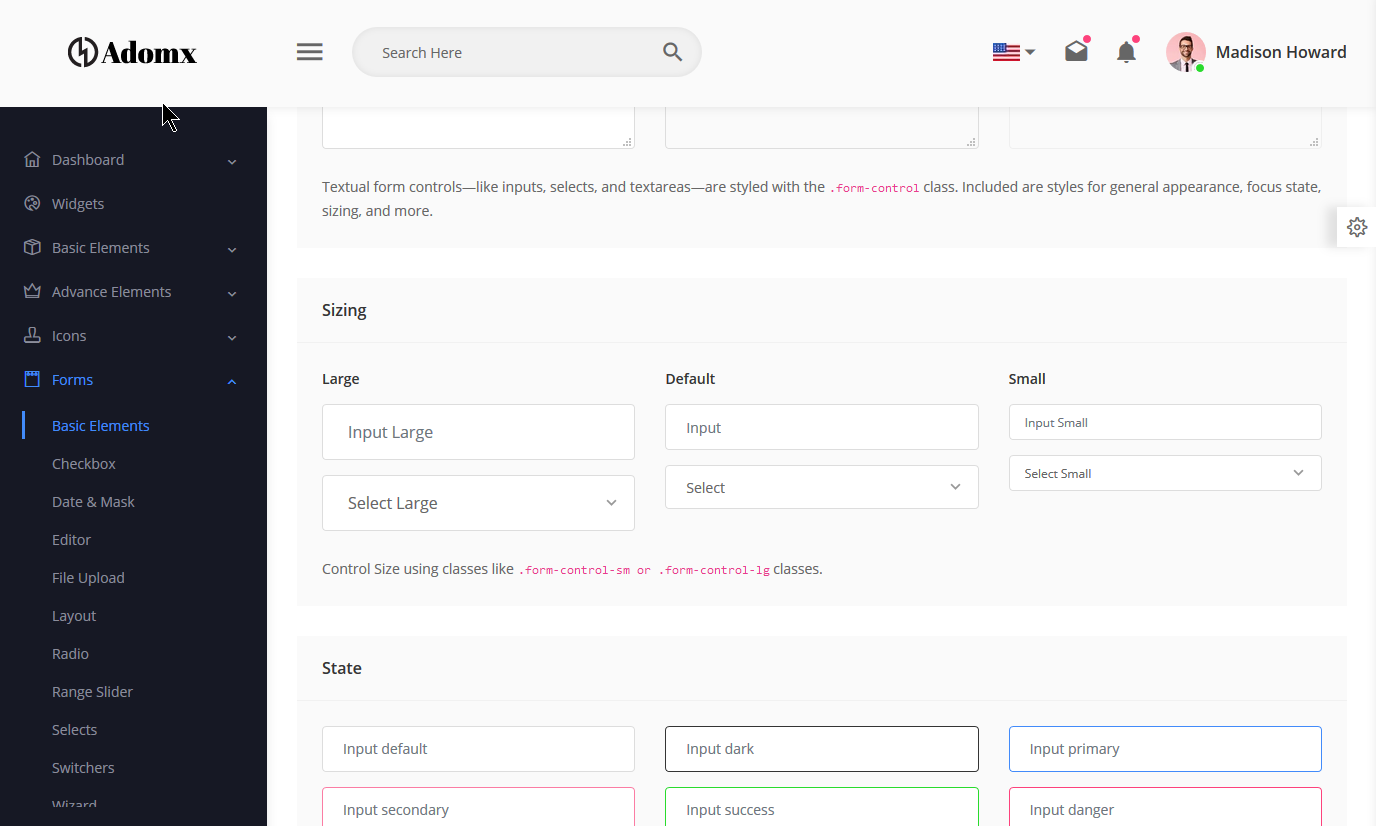 Adomx
Search Here
Madison Howard
Dashboard
Widgets
Basic Elements
Advance Elements
Icons
Forms
Basic Elements
Checkbox
Date & Mask
Editor
File Upload
Layout
Radio
Range Slider
Selects
Switchers
Wizard
Textual form controls—like inputs, selects, and textareas—are styled with the .form-control class. Included are styles for general appearance, focus state,
sizing, and more.
Sizing
Large
Default
Small
Input Large
Input
Input Small
Select Large
Select
Select Small
Control Size using classes like .form-control-sm or .form-control-lg classes.
State
Input default
Input dark
Input primary
Input secondary
Input success
Input danger